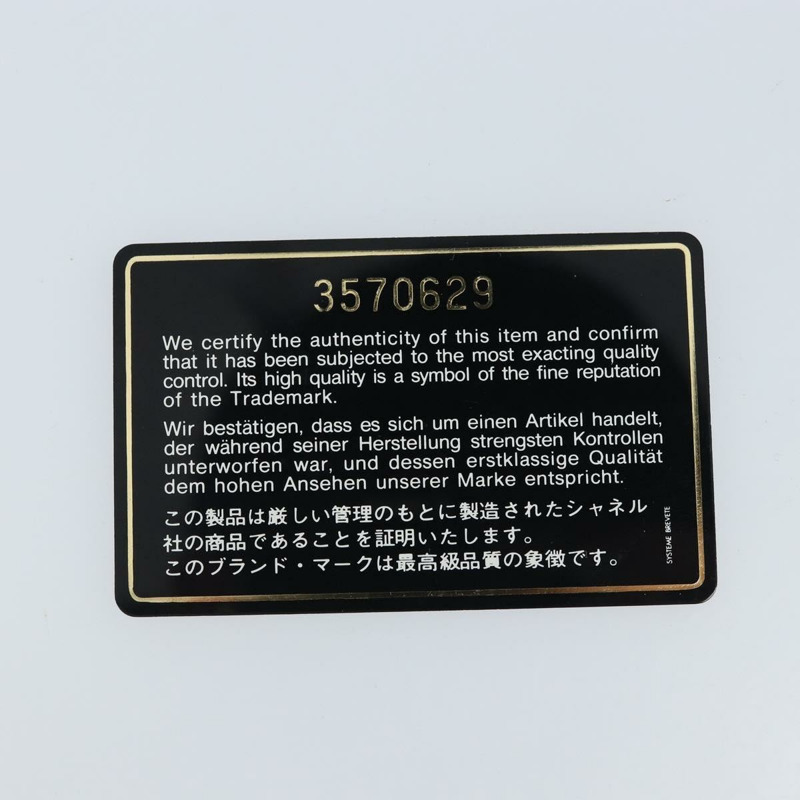 3570629
We certify the authenticity of this item and confirm
that it has been subjected to the most exacting quality
control. Its high quality is a symbol of the fine reputation
of the Trademark.
Wir bestätigen, dass es sich um einen Artikel handelt,
der während seiner Herstellung strengsten Kontrollen
unterworfen war, und dessen erstklassige Qualität
dem hohen Ansehen unserer Marke entspricht.
この製品は厳しい管理のもとに製造されたシャネル
社の商品であることを証明いたします。
このブランド・マークは最高級品質の象徴です。
SYSTEME BREVETE